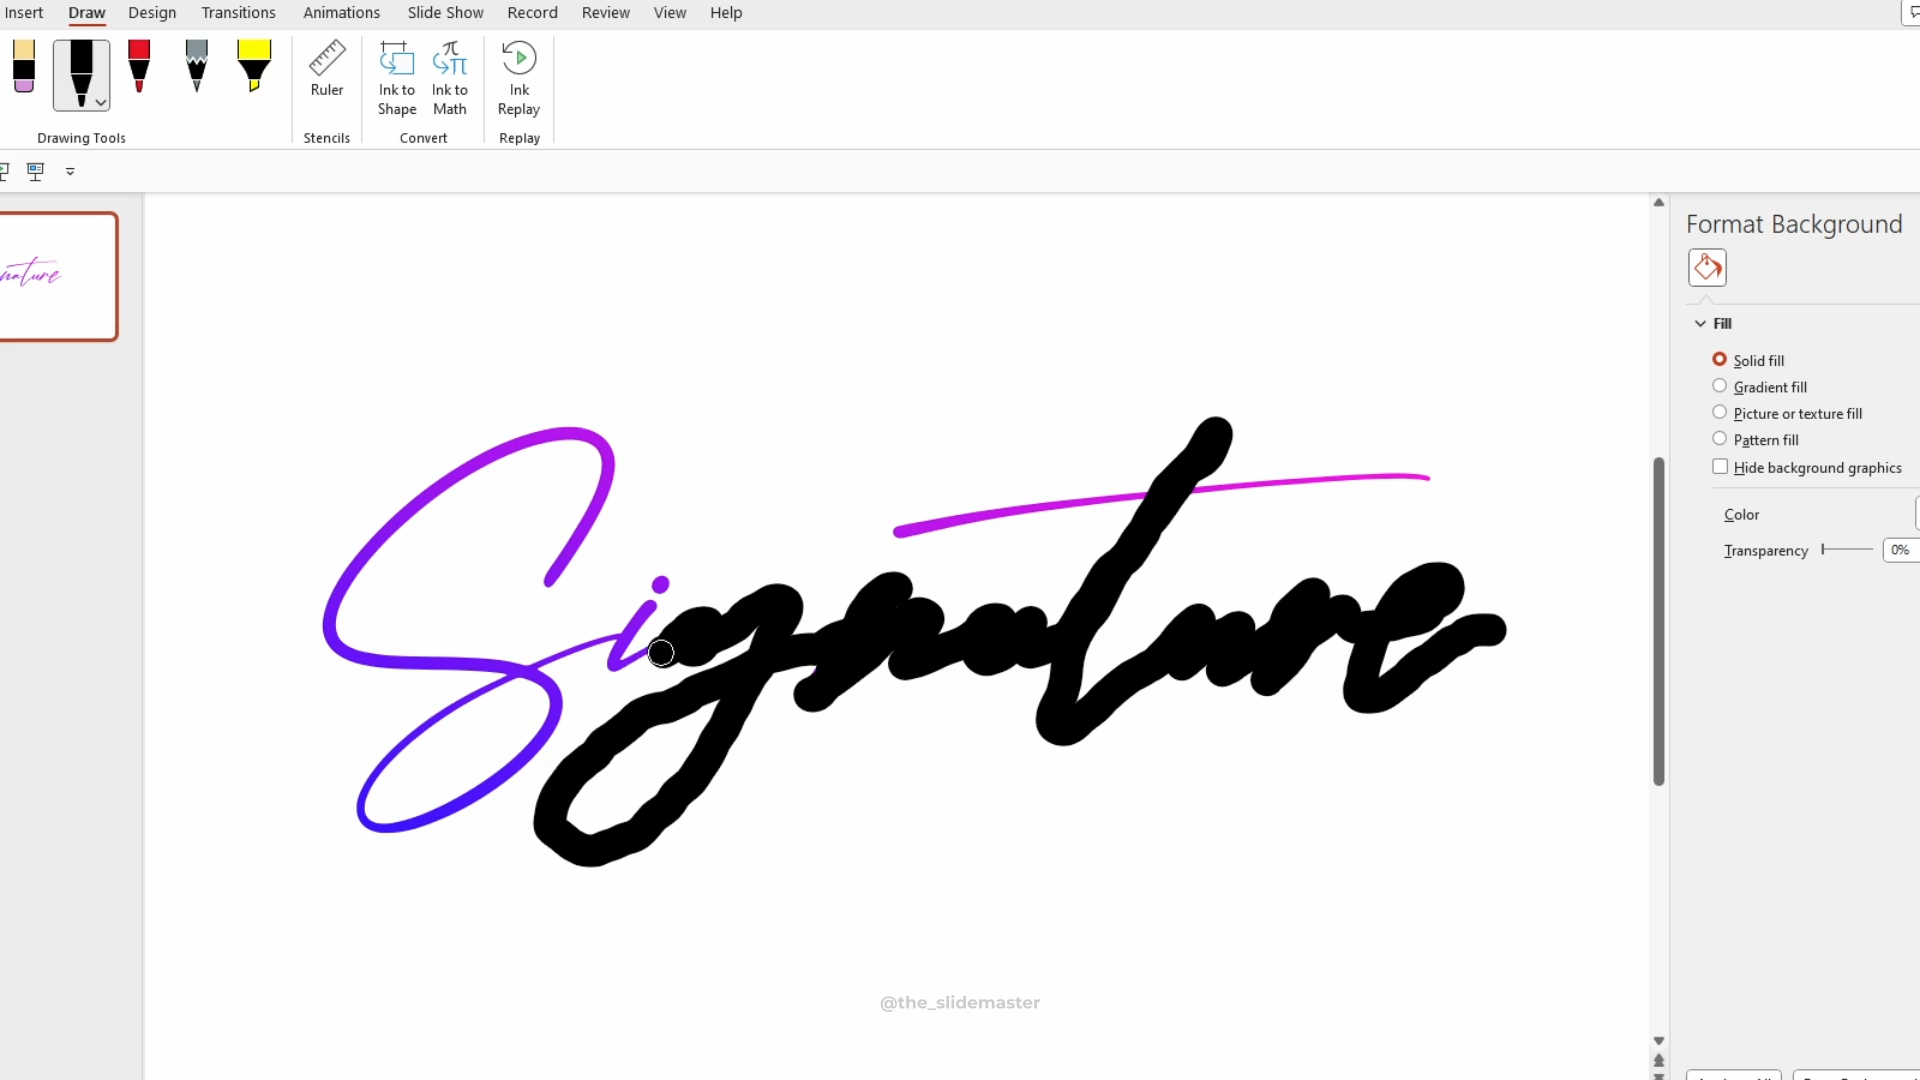 Insert Draw Design Transitions Animations Slide Show Record Review View Help
Ruler
Ink to Shape
Ink to Math
Ink Replay
Drawing Tools Stencils Convert Replay
nature
Format Background
Fill
Solid fill
Gradient fill
Picture or texture fill
Pattern fill
Hide background graphics
Color
Transparency 0%
Signature
@the_slidemaster